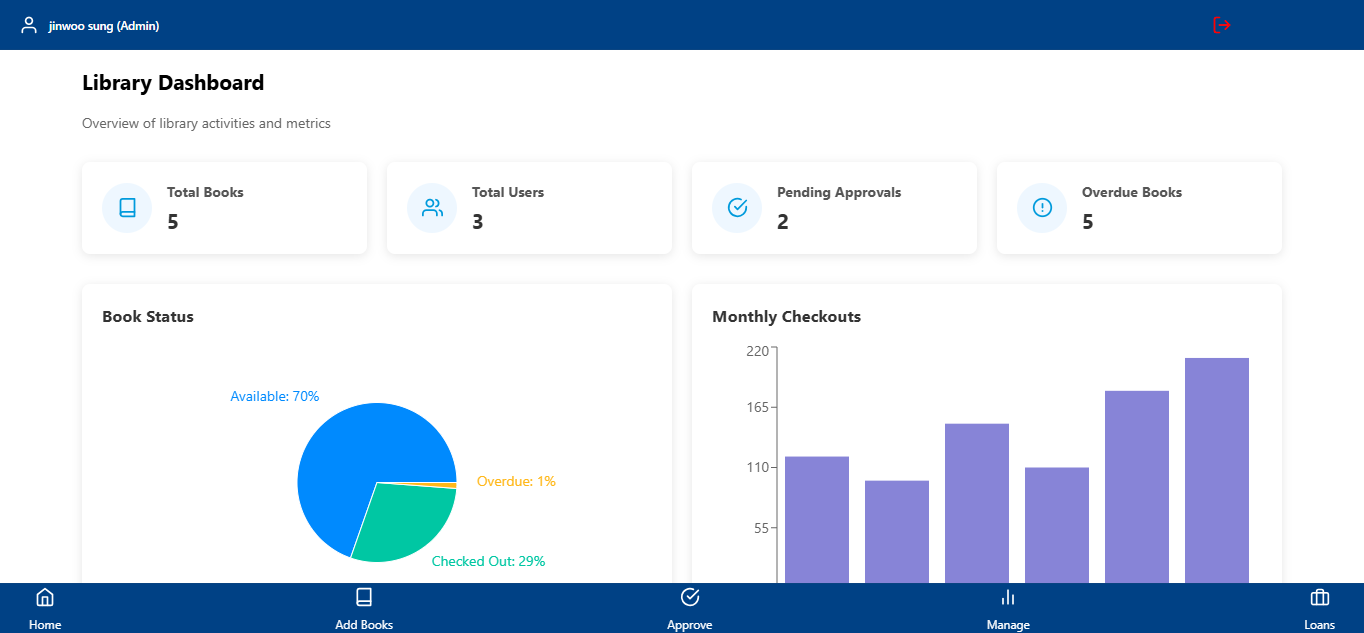 jinwoo sung (Admin)
Library Dashboard
Overview of library activities and metrics
Total Books
5
Total Users
3
Pending Approvals
2
Overdue Books
5
Book Status
Available: 70%
Overdue: 1%
Checked Out: 29%
Monthly Checkouts
220
165
110
55
Home
Add Books
Approve
Manage
Loans